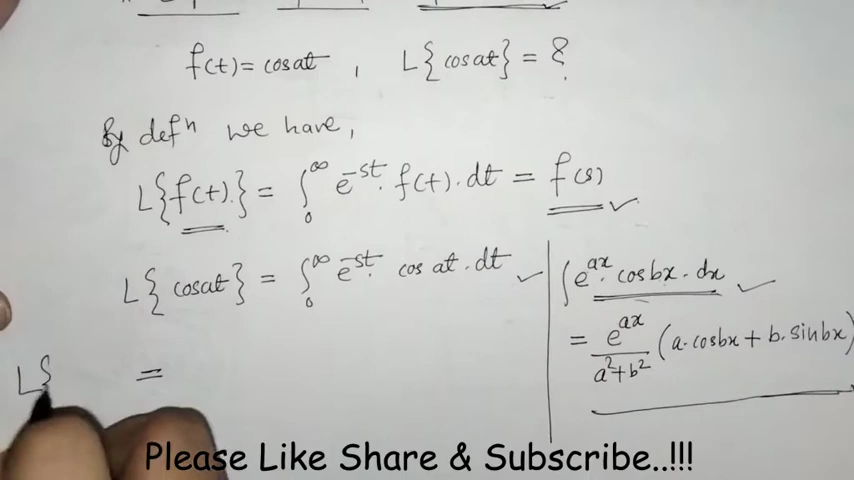 f(t) = cosat , L{cosat} = ?
By defⁿ we have,
L{f(t).} = ∫₀^∞ e^-st. f(t).dt = f(s) ✓
L{cosat} = ∫₀^∞ e^-st. cos at.dt ✓
∫e^ax. cosbx.dx ✓
= e^ax/(a²+b²) (a.cosbx + b.sinbx)
L{ =
Please Like Share & Subscribe..!!!